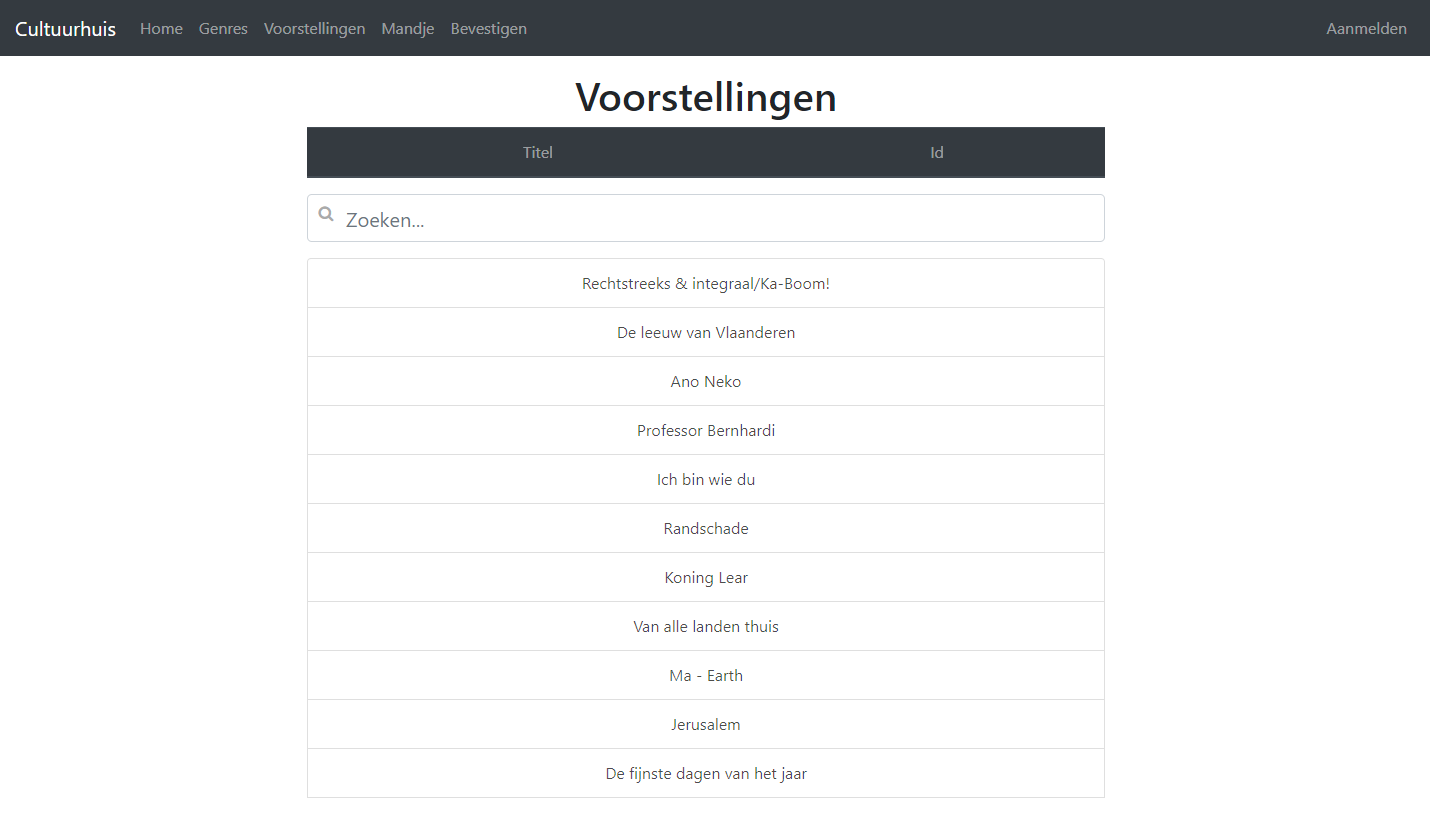 Cultuurhuis Home Genres Voorstellingen Mandje Bevestigen Aanmelden
Voorstellingen
Titel Id
Zoeken...
Rechtstreeks & integraal/Ka-Boom!
De leeuw van Vlaanderen
Ano Neko
Professor Bernhardi
Ich bin wie du
Randschade
Koning Lear
Van alle landen thuis
Ma - Earth
Jerusalem
De fijnste dagen van het jaar